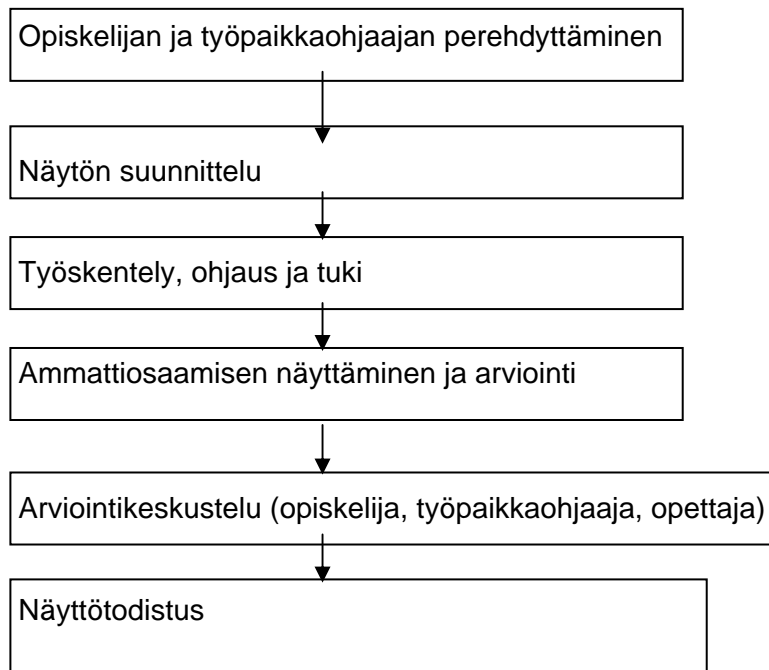 Opiskelijan ja työpaikkaohjaajan perehdyttäminen
Näytön suunnittelu
Työskentely, ohjaus ja tuki
Ammattiosaamisen näyttäminen ja arviointi
Arviointikeskustelu (opiskelija, työpaikkaohjaaja, opettaja)
Näyttötodistus